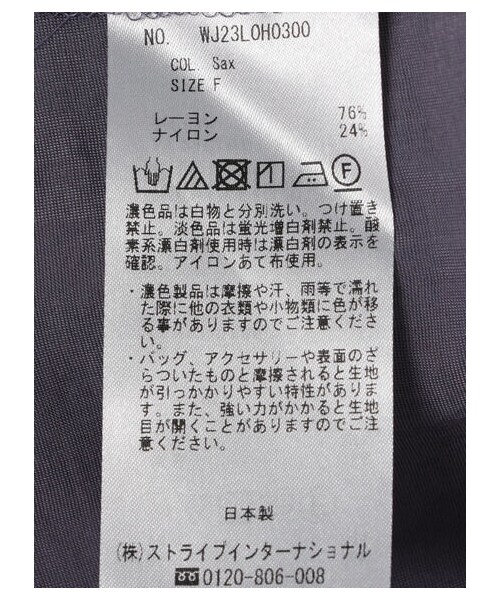 NO. WJ23L0H0300
COL. Sax
SIZE F
レーヨン 76%
ナイロン 24%
F
濃色品は白物と分別洗い。つけ置き
禁止。淡色品は蛍光増白剤禁止。酸
素系漂白剤使用時は漂白剤の表示を
確認。アイロンあて布使用。
・濃色製品は摩擦や汗、雨等で濡れ
た際に他の衣類や小物類に色が移
る事がありますのでご注意くださ
い。
・バッグ、アクセサリーや表面のざ
らついたものと摩擦されると生地
が引っかかりやすい特性がありま
す。また、強い力がかかると生地
目が開くことがありますのでご注
意ください。
日本製
(株)ストライプインターナショナル
0120-806-008